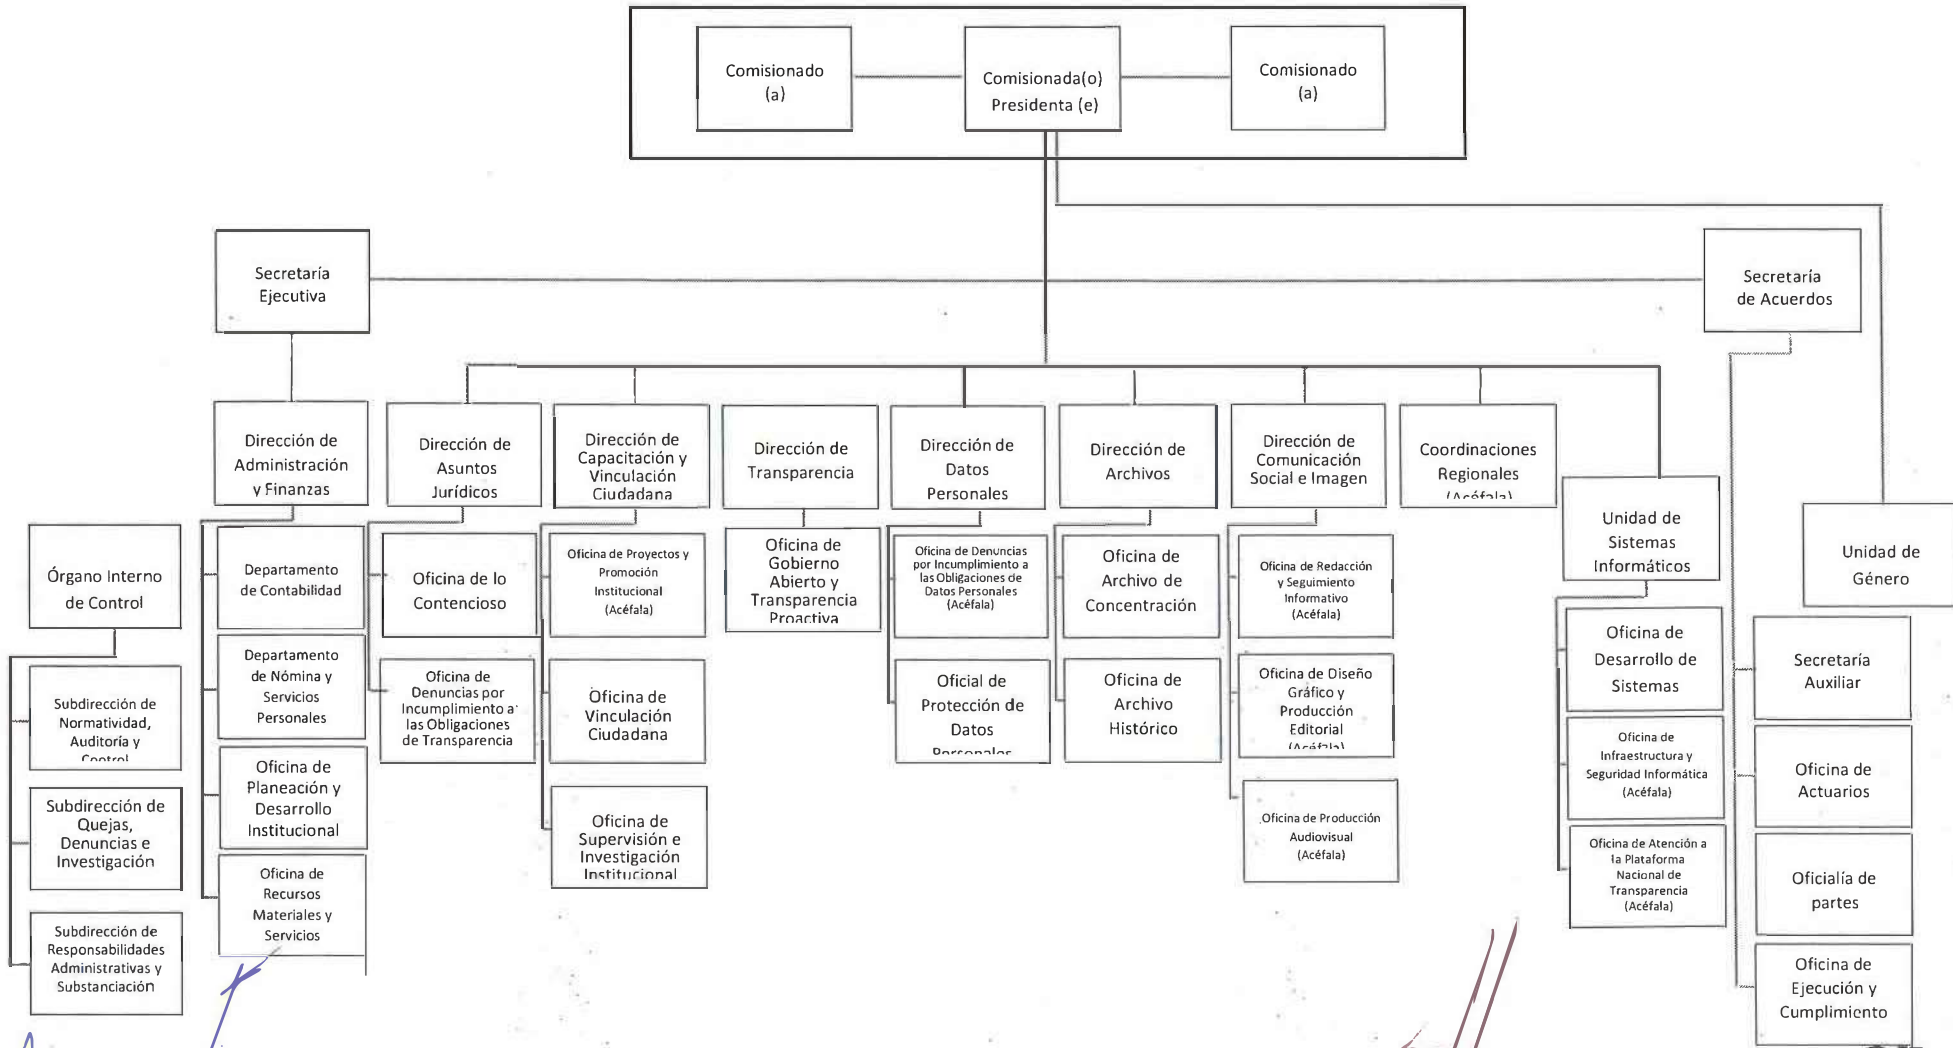 Comisionado
(a)
Comisionada(o)
Presidenta (e)
Comisionado
(a)
Secretaría
Ejecutiva
Secretaría
de Acuerdos
Dirección de
Administración
y Finanzas
Dirección de
Asuntos
Jurídicos
Dirección de
Capacitación y
Vinculación
Ciudadana
Dirección de
Transparencia
Dirección de
Datos
Personales
Dirección de
Archivos
Dirección de
Comunicación
Social e Imagen
Coordinaciones
Regionales
(Acéfala)
Unidad de
Sistemas
Informáticos
Unidad de
Género
Órgano Interno
de Control
Subdirección de
Normatividad,
Auditoría y
Control
Subdirección de
Quejas,
Denuncias e
Investigación
Subdirección de
Responsabilidades
Administrativas y
Substanciación
Departamento
de Contabilidad
Departamento
de Nómina y
Servicios
Personales
Oficina de
Planeación y
Desarrollo
Institucional
Oficina de
Recursos
Materiales y
Servicios
Oficina de lo
Contencioso
Oficina de
Denuncias por
Incumplimiento a
las Obligaciones
de Transparencia
Oficina de Proyectos y
Promoción
Institucional
(Acéfala)
Oficina de
Vinculación
Ciudadana
Oficina de
Supervisión e
Investigación
Institucional
Oficina de
Gobierno
Abierto y
Transparencia
Proactiva
Oficina de Denuncias
por Incumplimiento a
las Obligaciones de
Datos Personales
(Acéfala)
Oficial de
Protección de
Datos
Personales
Oficina de
Archivo de
Concentración
Oficina de
Archivo
Histórico
Oficina de Redacción
y Seguimiento
Informativo
(Acéfala)
Oficina de Diseño
Gráfico y
Producción
Editorial
(Acéfala)
Oficina de Producción
Audiovisual
(Acéfala)
Oficina de
Desarrollo de
Sistemas
Oficina de
Infraestructura y
Seguridad Informática
(Acéfala)
Oficina de Atención a
la Plataforma
Nacional de
Transparencia
(Acéfala)
Secretaría
Auxiliar
Oficina de
Actuarios
Oficialía de
partes
Oficina de
Ejecución y
Cumplimiento